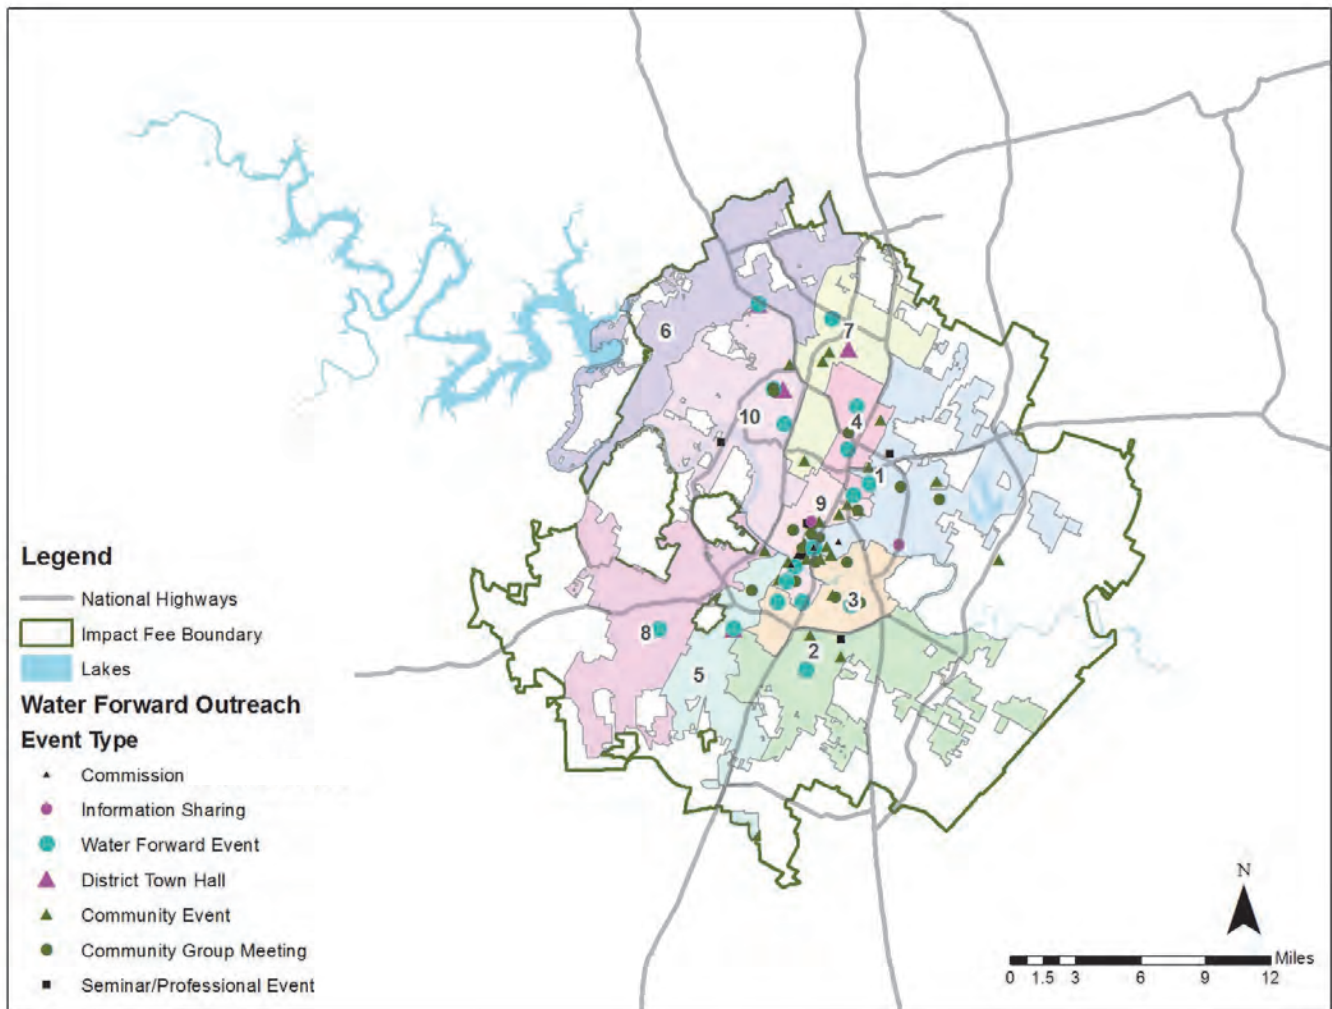 6
7
10
4
1
9
3
8
2
5
Legend
National Highways
Impact Fee Boundary
Lakes
Water Forward Outreach
Event Type
Commission
Information Sharing
Water Forward Event
District Town Hall
Community Event
Community Group Meeting
Seminar/Professional Event
N
Miles
0 1.5 3 6 9 12